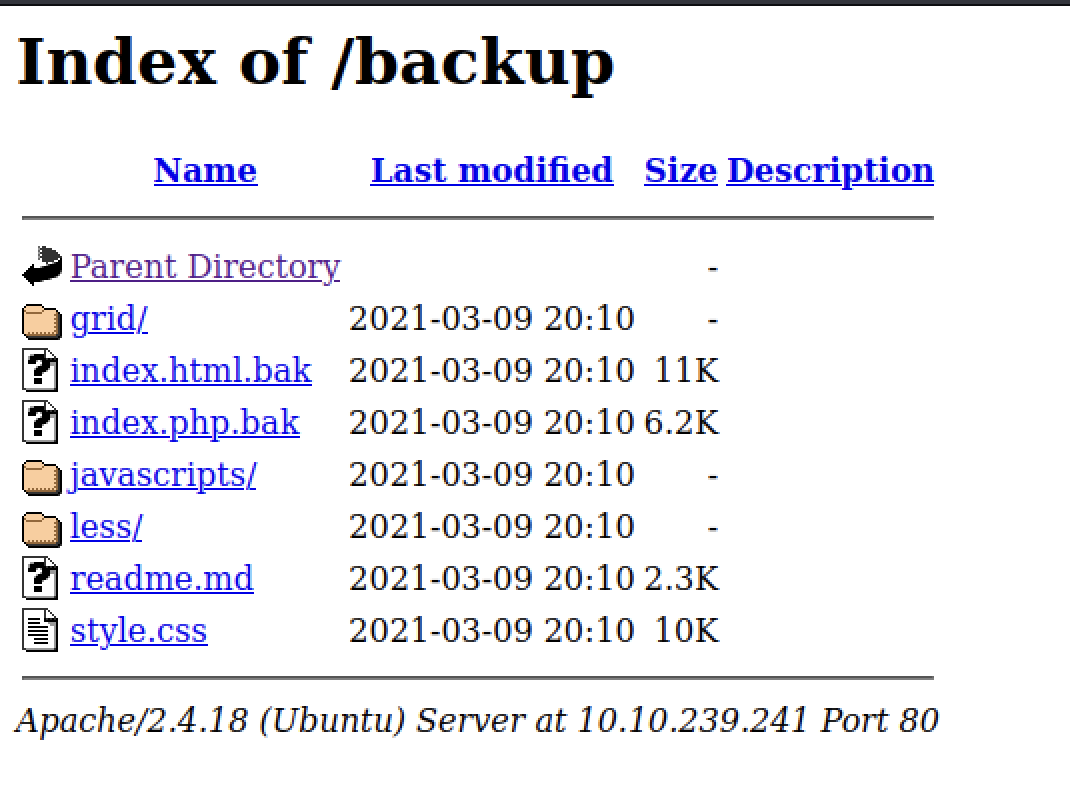 Index of /backup
Name Last modified Size Description
Parent Directory -
grid/ 2021-03-09 20:10 -
index.html.bak 2021-03-09 20:10 11K
index.php.bak 2021-03-09 20:10 6.2K
javascripts/ 2021-03-09 20:10 -
less/ 2021-03-09 20:10 -
readme.md 2021-03-09 20:10 2.3K
style.css 2021-03-09 20:10 10K
Apache/2.4.18 (Ubuntu) Server at 10.10.239.241 Port 80